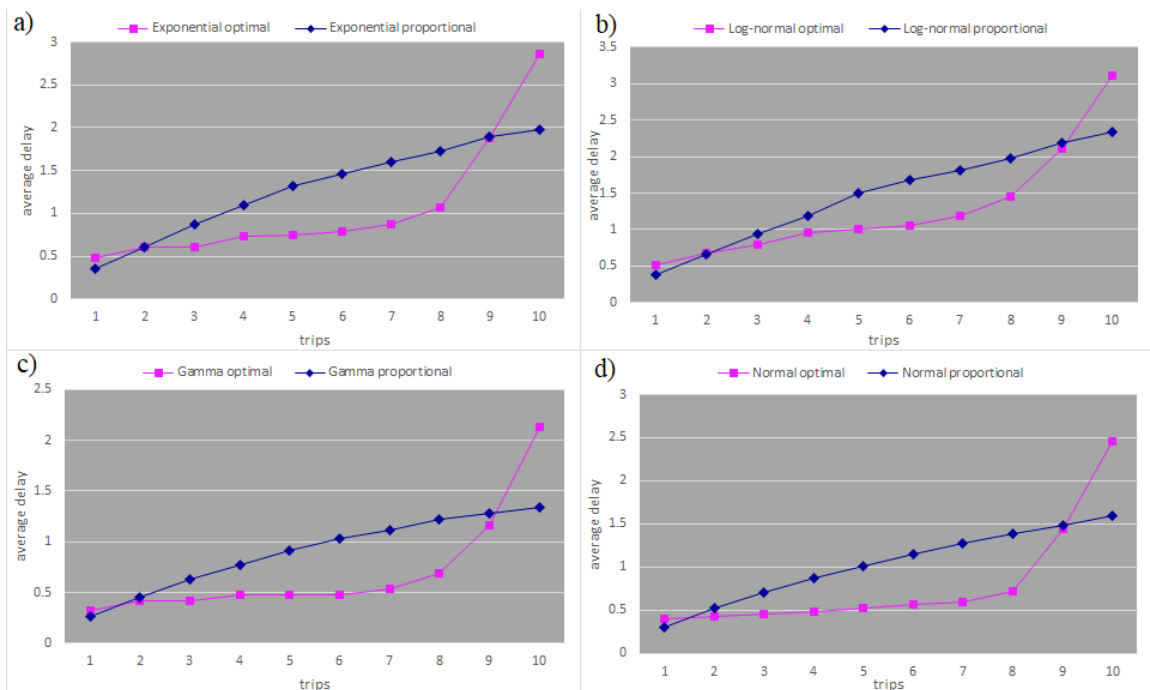 a)
Exponential optimal Exponential proportional
3
2.5
2
1.5
1
0.5
0
average delay
1 2 3 4 5 6 7 8 9 10
trips
b)
Log-normal optimal Log-normal proportional
3.5
3
2.5
2
1.5
1
0.5
0
average delay
1 2 3 4 5 6 7 8 9 10
trips
c)
Gamma optimal Gamma proportional
2.5
2
1.5
1
0.5
0
average delay
1 2 3 4 5 6 7 8 9 10
trips
d)
Normal optimal Normal proportional
3
2.5
2
1.5
1
0.5
0
average delay
1 2 3 4 5 6 7 8 9 10
trips